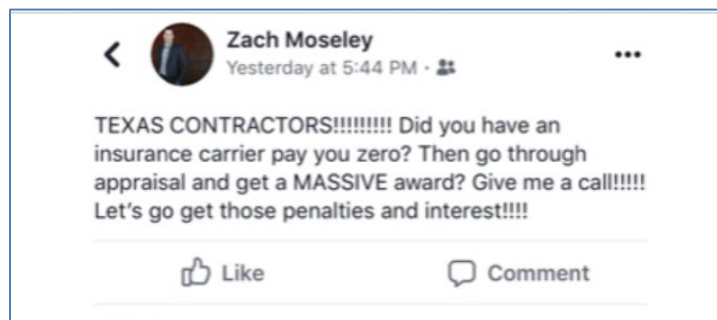 Zach Moseley
Yesterday at 5:44 PM ·
TEXAS CONTRACTORS!!!!!!!!! Did you have an
insurance carrier pay you zero? Then go through
appraisal and get a MASSIVE award? Give me a call!!!!!
Let's go get those penalties and interest!!!!
Like
Comment